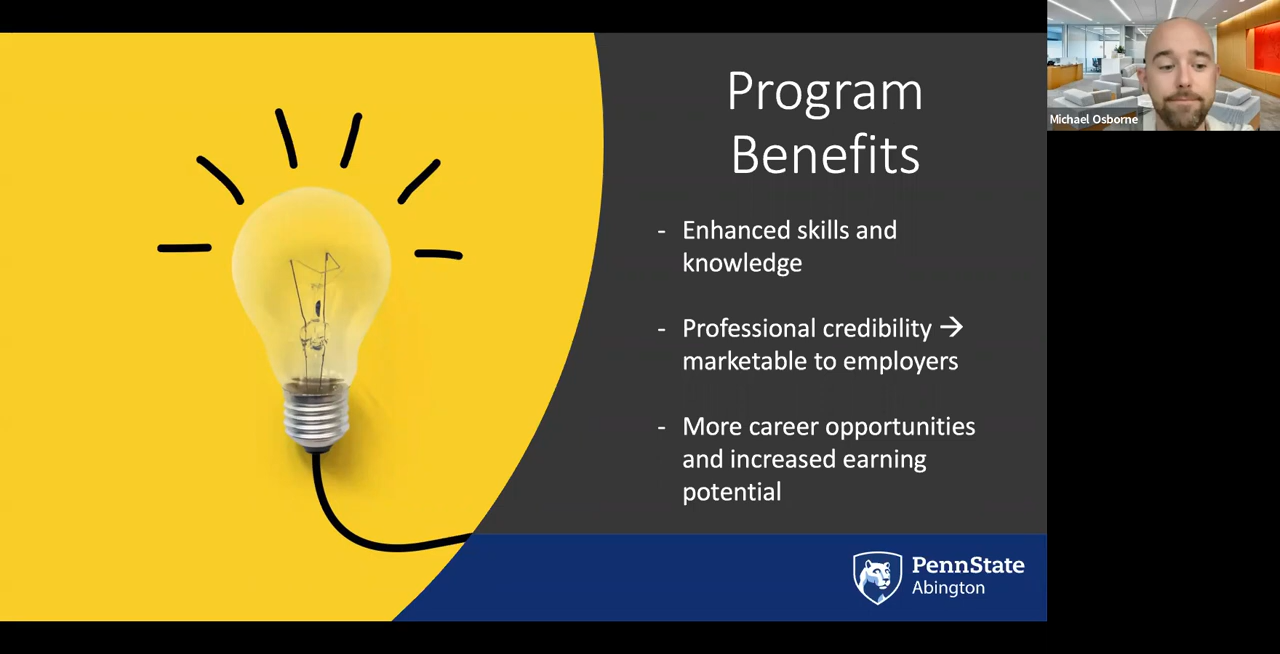 Program
Benefits
- Enhanced skills and
knowledge
- Professional credibility →
marketable to employers
- More career opportunities
and increased earning
potential
PennState
Abington
Michael Osborne